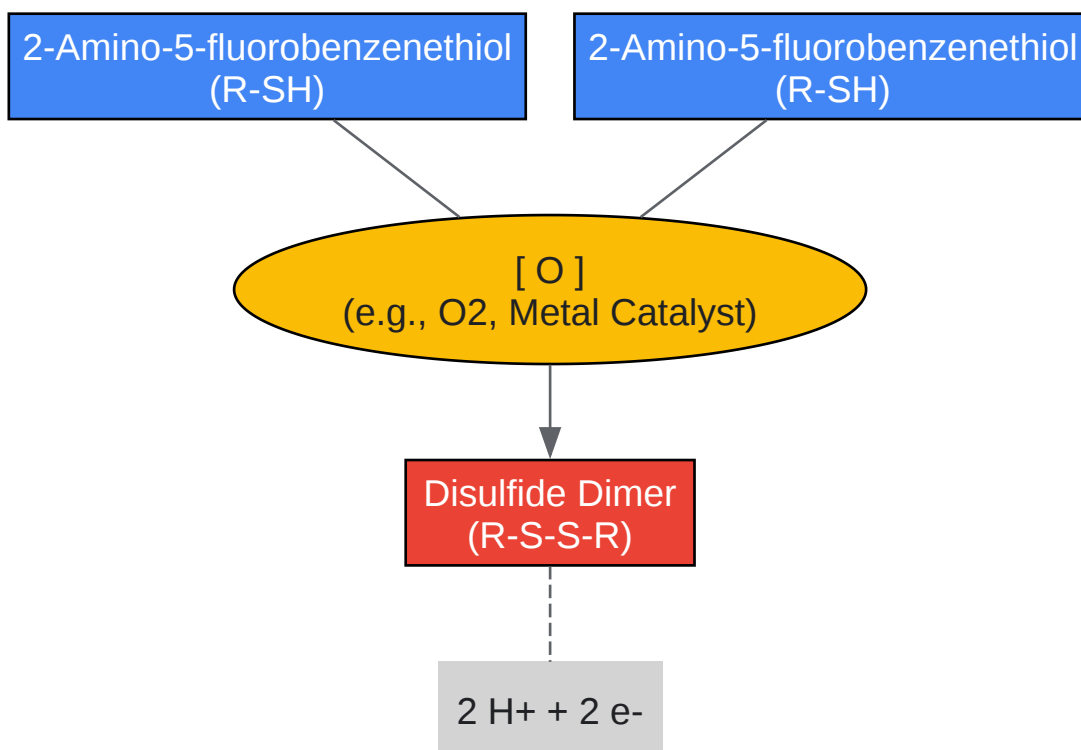 2-Amino-5-fluorobenzenethiol
(R-SH)
2-Amino-5-fluorobenzenethiol
(R-SH)
[ O ]
(e.g., O2, Metal Catalyst)
Disulfide Dimer
(R-S-S-R)
2 H+ + 2 e-